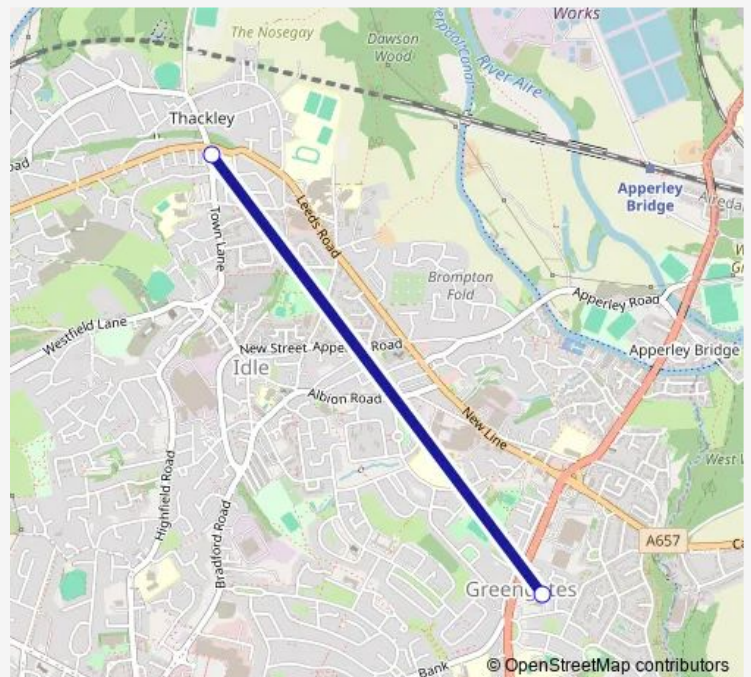 Works
The Nosegay
Dawson
Wood
River Aire
Thackley
Apperley
Bridge
Leeds Road
Town Lane
Brompton
Fold
Apperley Road
Westfield Lane
New Street
Road
Apperley Bridge
Idle
Albion Road
New Line
Highfield Road
Bradford Road
A657
Bank
© OpenStreetMap contributors